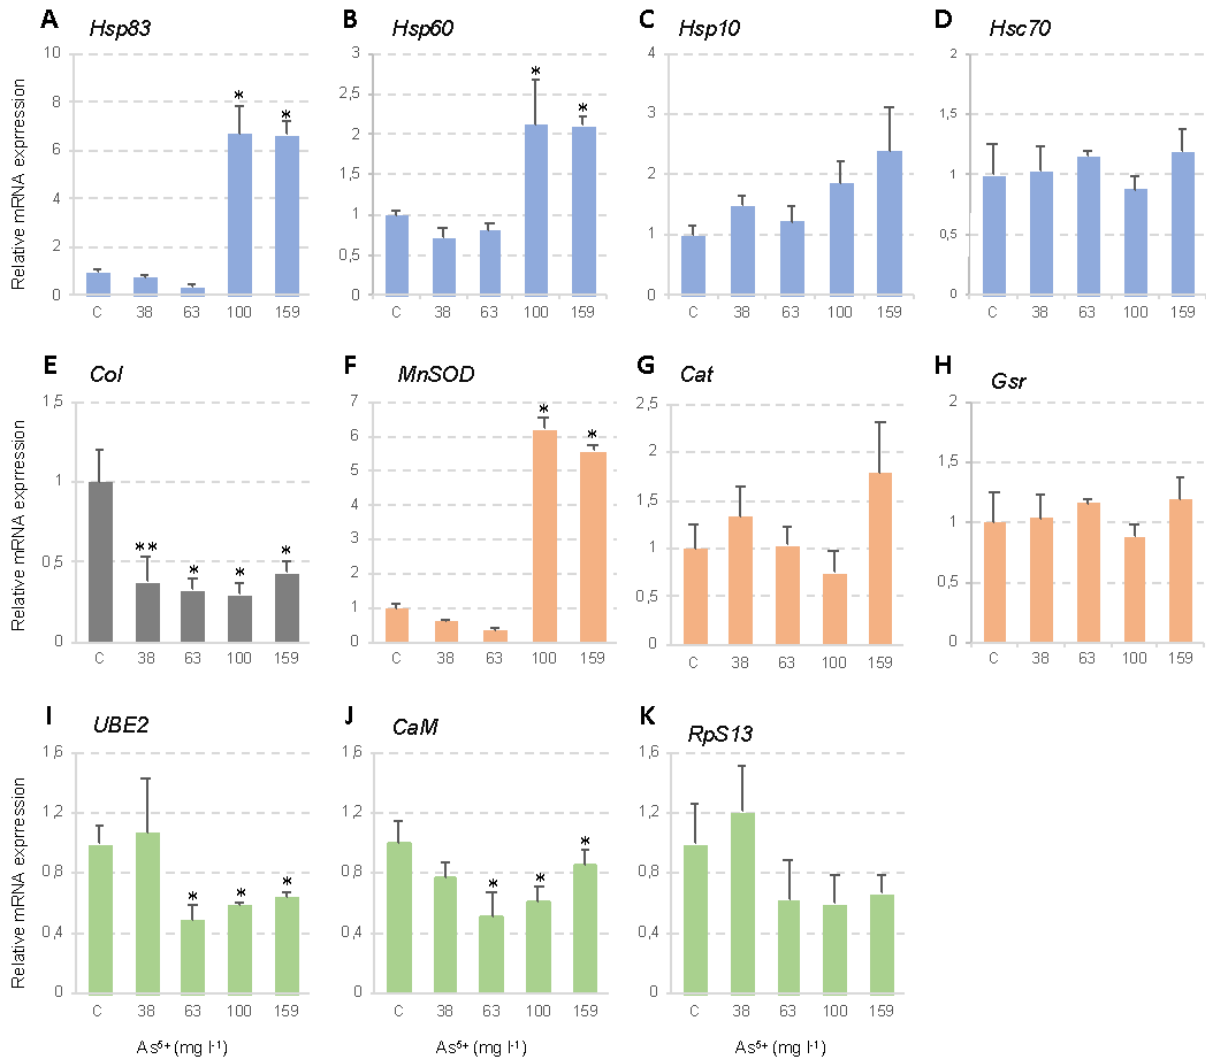 A Hsp83
B Hsp60
C Hsp10
D Hsc70
Relative mRNA exprression
10
8
6
4
2
0
* *
C 38 63 100 159
3
2,5
2
1,5
1
0,5
0
* *
C 38 63 100 159
4
3
2
1
0
C 38 63 100 159
2
1,5
1
0,5
0
C 38 63 100 159
E Col
F MnSOD
G Cat
H Gsr
Relative mRNA exprression
1,5
1
0,5
0
** * * *
C 38 63 100 159
7
6
5
4
3
2
1
0
* *
C 38 63 100 159
2,5
2
1,5
1
0,5
0
C 38 63 100 159
2
1,5
1
0,5
0
C 38 63 100 159
I UBE2
J CaM
K RpS13
Relative mRNA exprression
1,6
1,2
0,8
0,4
0
* * *
C 38 63 100 159
As⁵⁺ (mg l⁻¹)
1,6
1,2
0,8
0,4
0
* * *
C 38 63 100 159
As⁵⁺ (mg l⁻¹)
1,6
1,2
0,8
0,4
0
C 38 63 100 159
As⁵⁺ (mg l⁻¹)